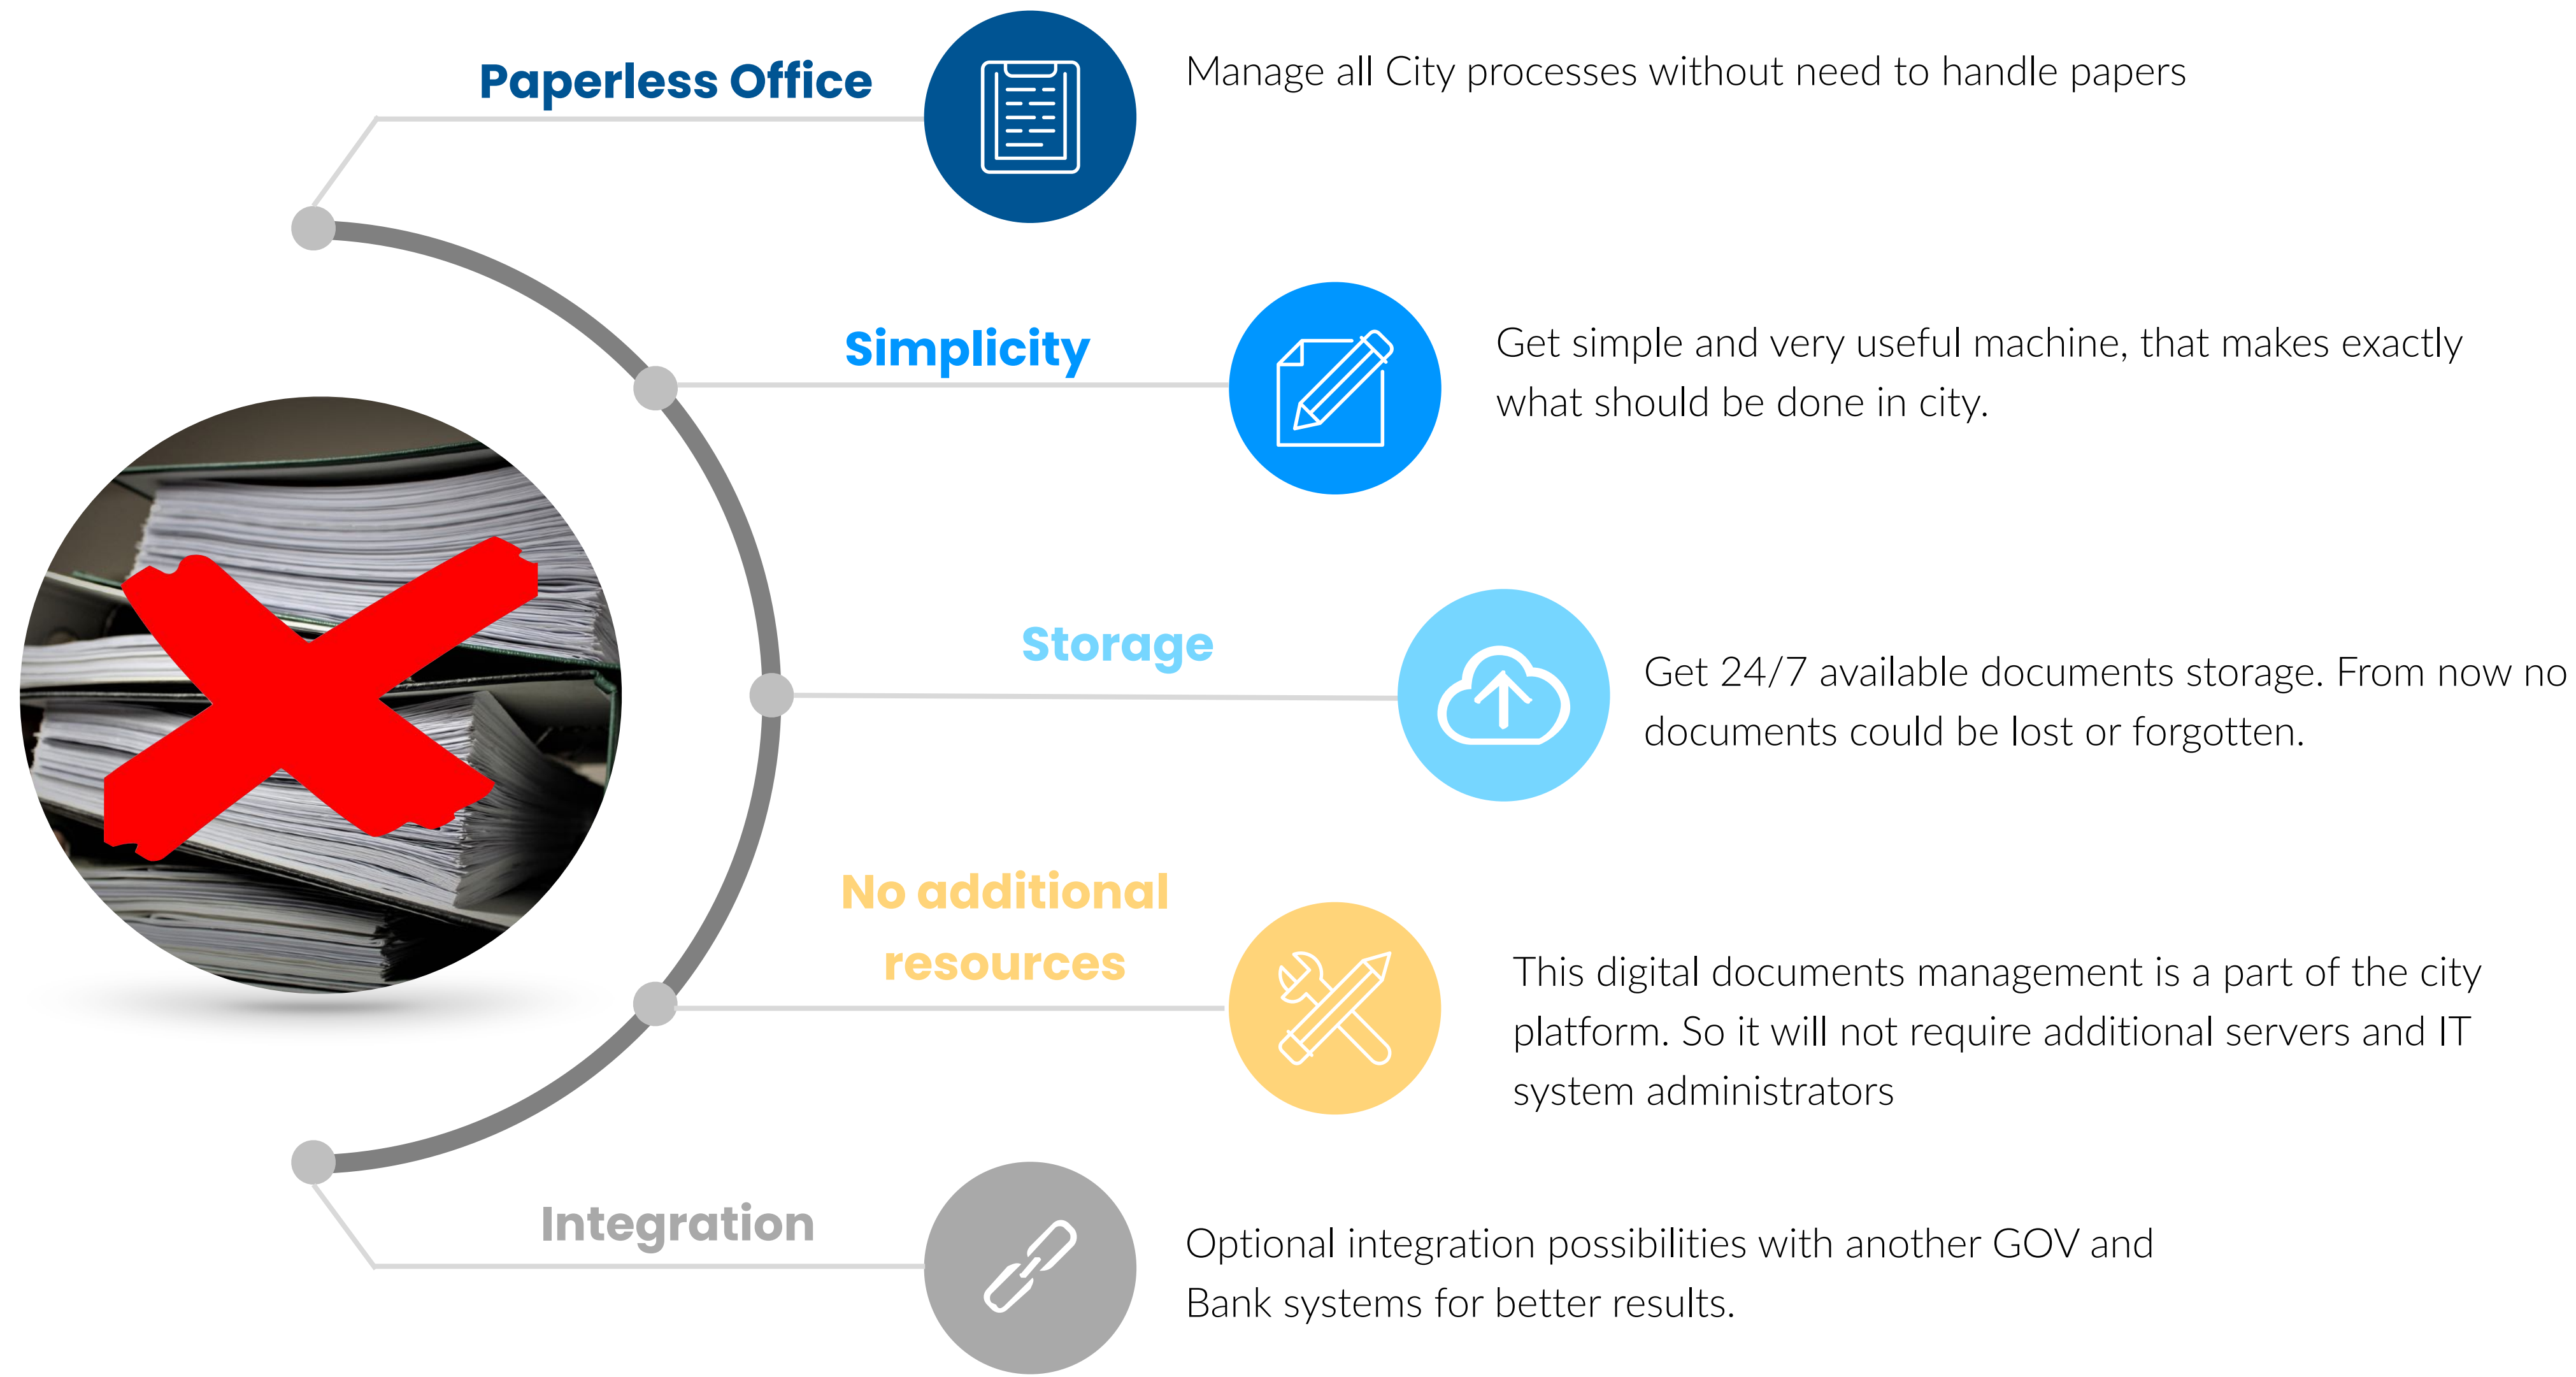 Paperless Office
Manage all City processes without need to handle papers
Simplicity
Get simple and very useful machine, that makes exactly
what should be done in city.
Storage
Get 24/7 available documents storage. From now no
documents could be lost or forgotten.
No additional
resources
This digital documents management is a part of the city
platform. So it will not require additional servers and IT
system administrators
Integration
Optional integration possibilities with another GOV and
Bank systems for better results.